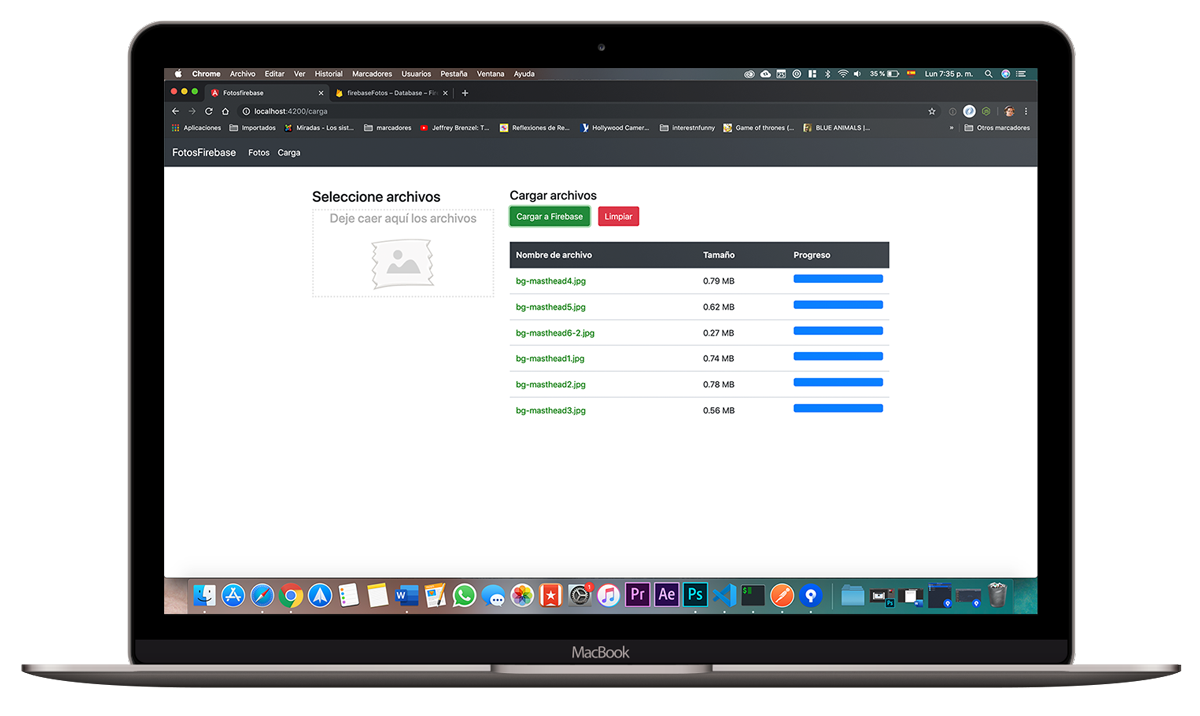 Chrome Archivo Editar Ver Historial Marcadores Usuarios Pestaña Ventana Ayuda 35 % Lun 7:35 p. m.
Fotosfirebase firebaseFotos – Database – Fir
localhost:4200/carga
Aplicaciones Importados Miradas - Los sist... marcadores Jeffrey Brenzel: T... Reflexiones de Re... Hollywood Camer... interestnfunny Game of thrones (... BLUE ANIMALS |... » Otros marcadores
FotosFirebase Fotos Carga
Seleccione archivos
Deje caer aquí los archivos
Cargar archivos
Cargar a Firebase Limpiar
Nombre de archivo Tamaño Progreso
bg-masthead4.jpg 0.79 MB
bg-masthead5.jpg 0.62 MB
bg-masthead6-2.jpg 0.27 MB
bg-masthead1.jpg 0.74 MB
bg-masthead2.jpg 0.78 MB
bg-masthead3.jpg 0.56 MB
W 1 Pr Ae Ps
MacBook